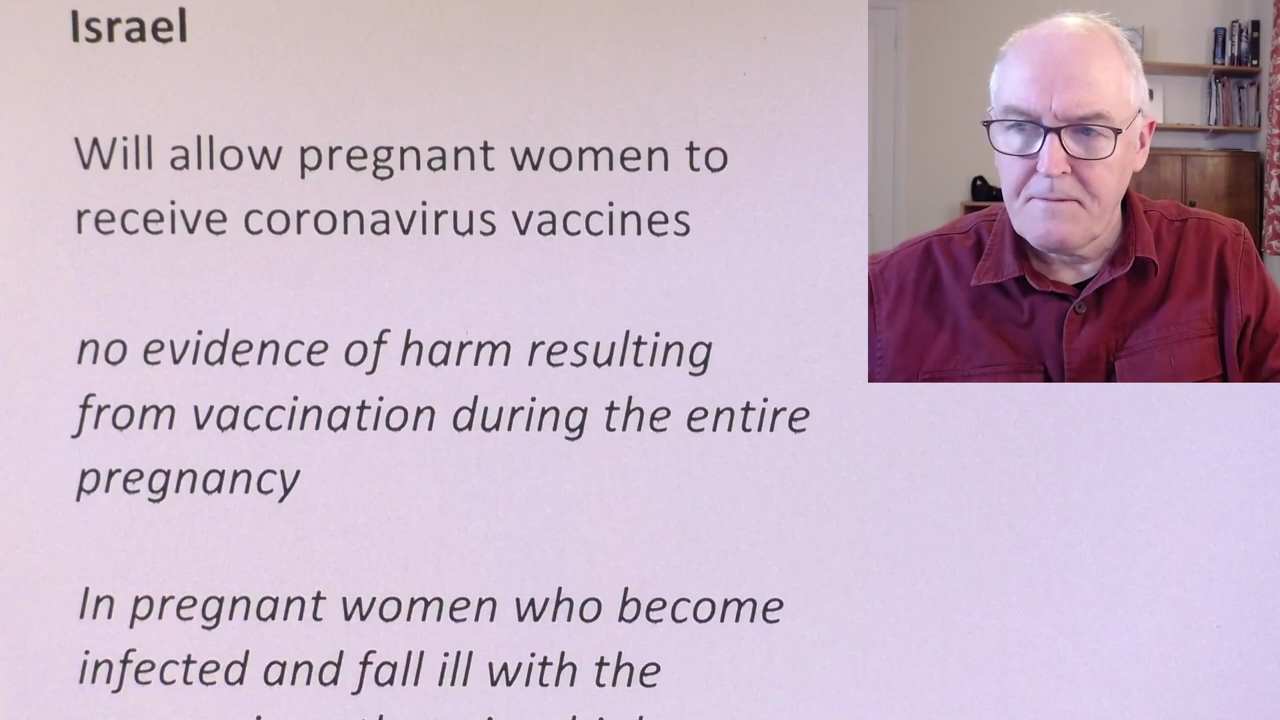 Israel
Will allow pregnant women to
receive coronavirus vaccines
no evidence of harm resulting
from vaccination during the entire
pregnancy
In pregnant women who become
infected and fall ill with the